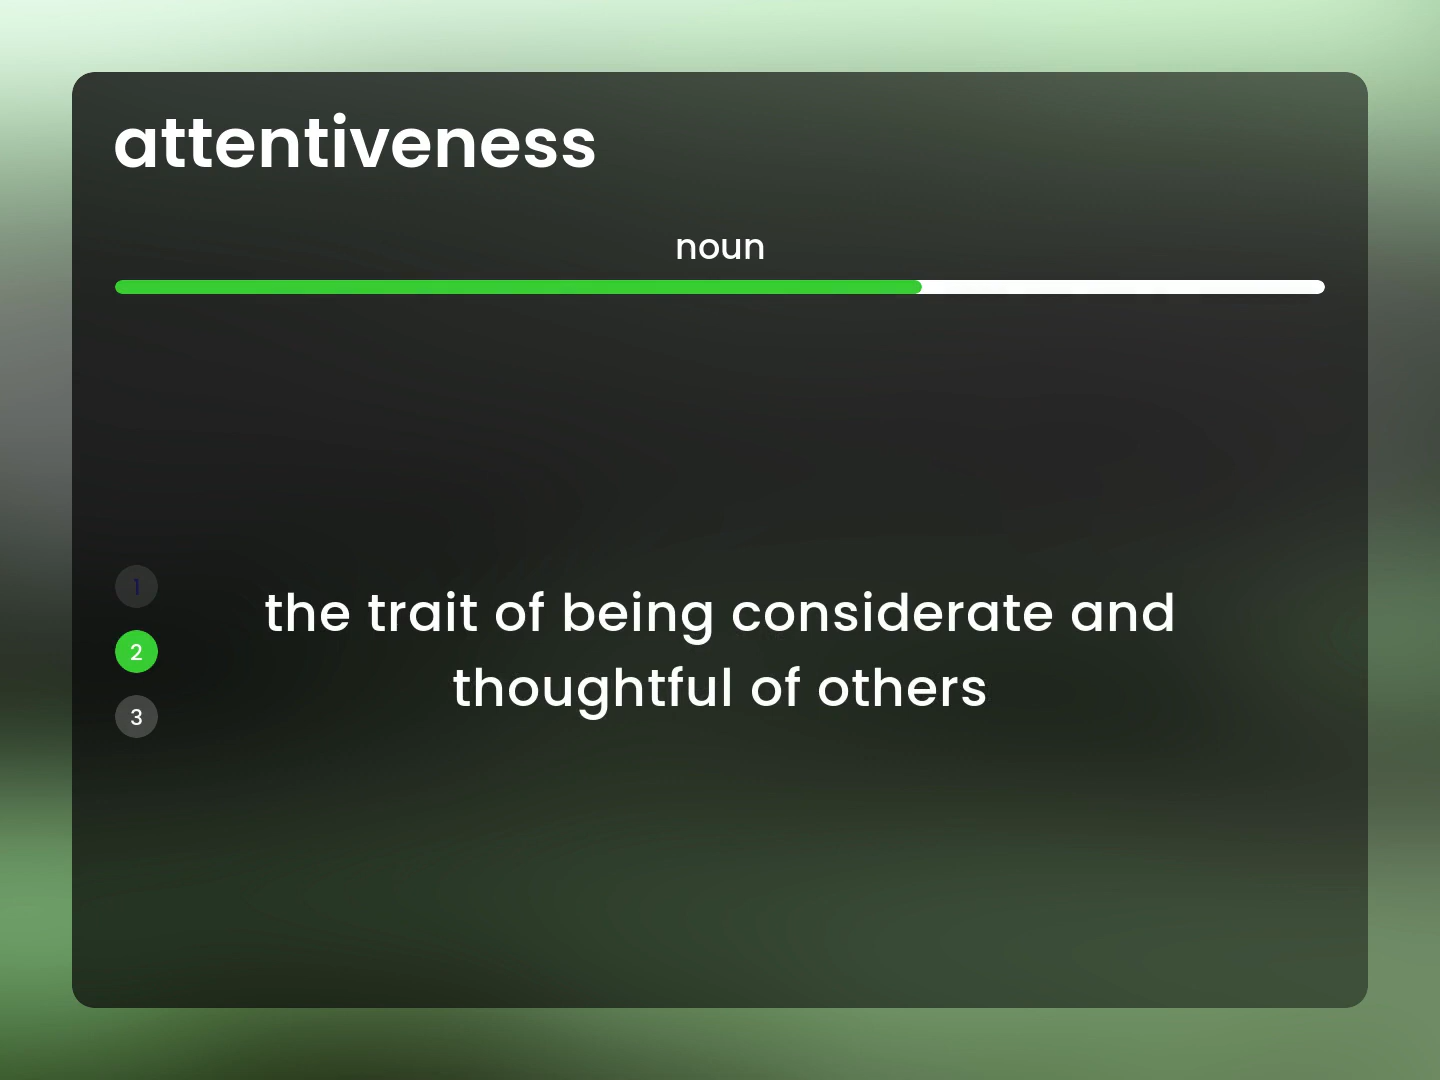 attentiveness
noun
1
2
3
the trait of being considerate and
thoughtful of others